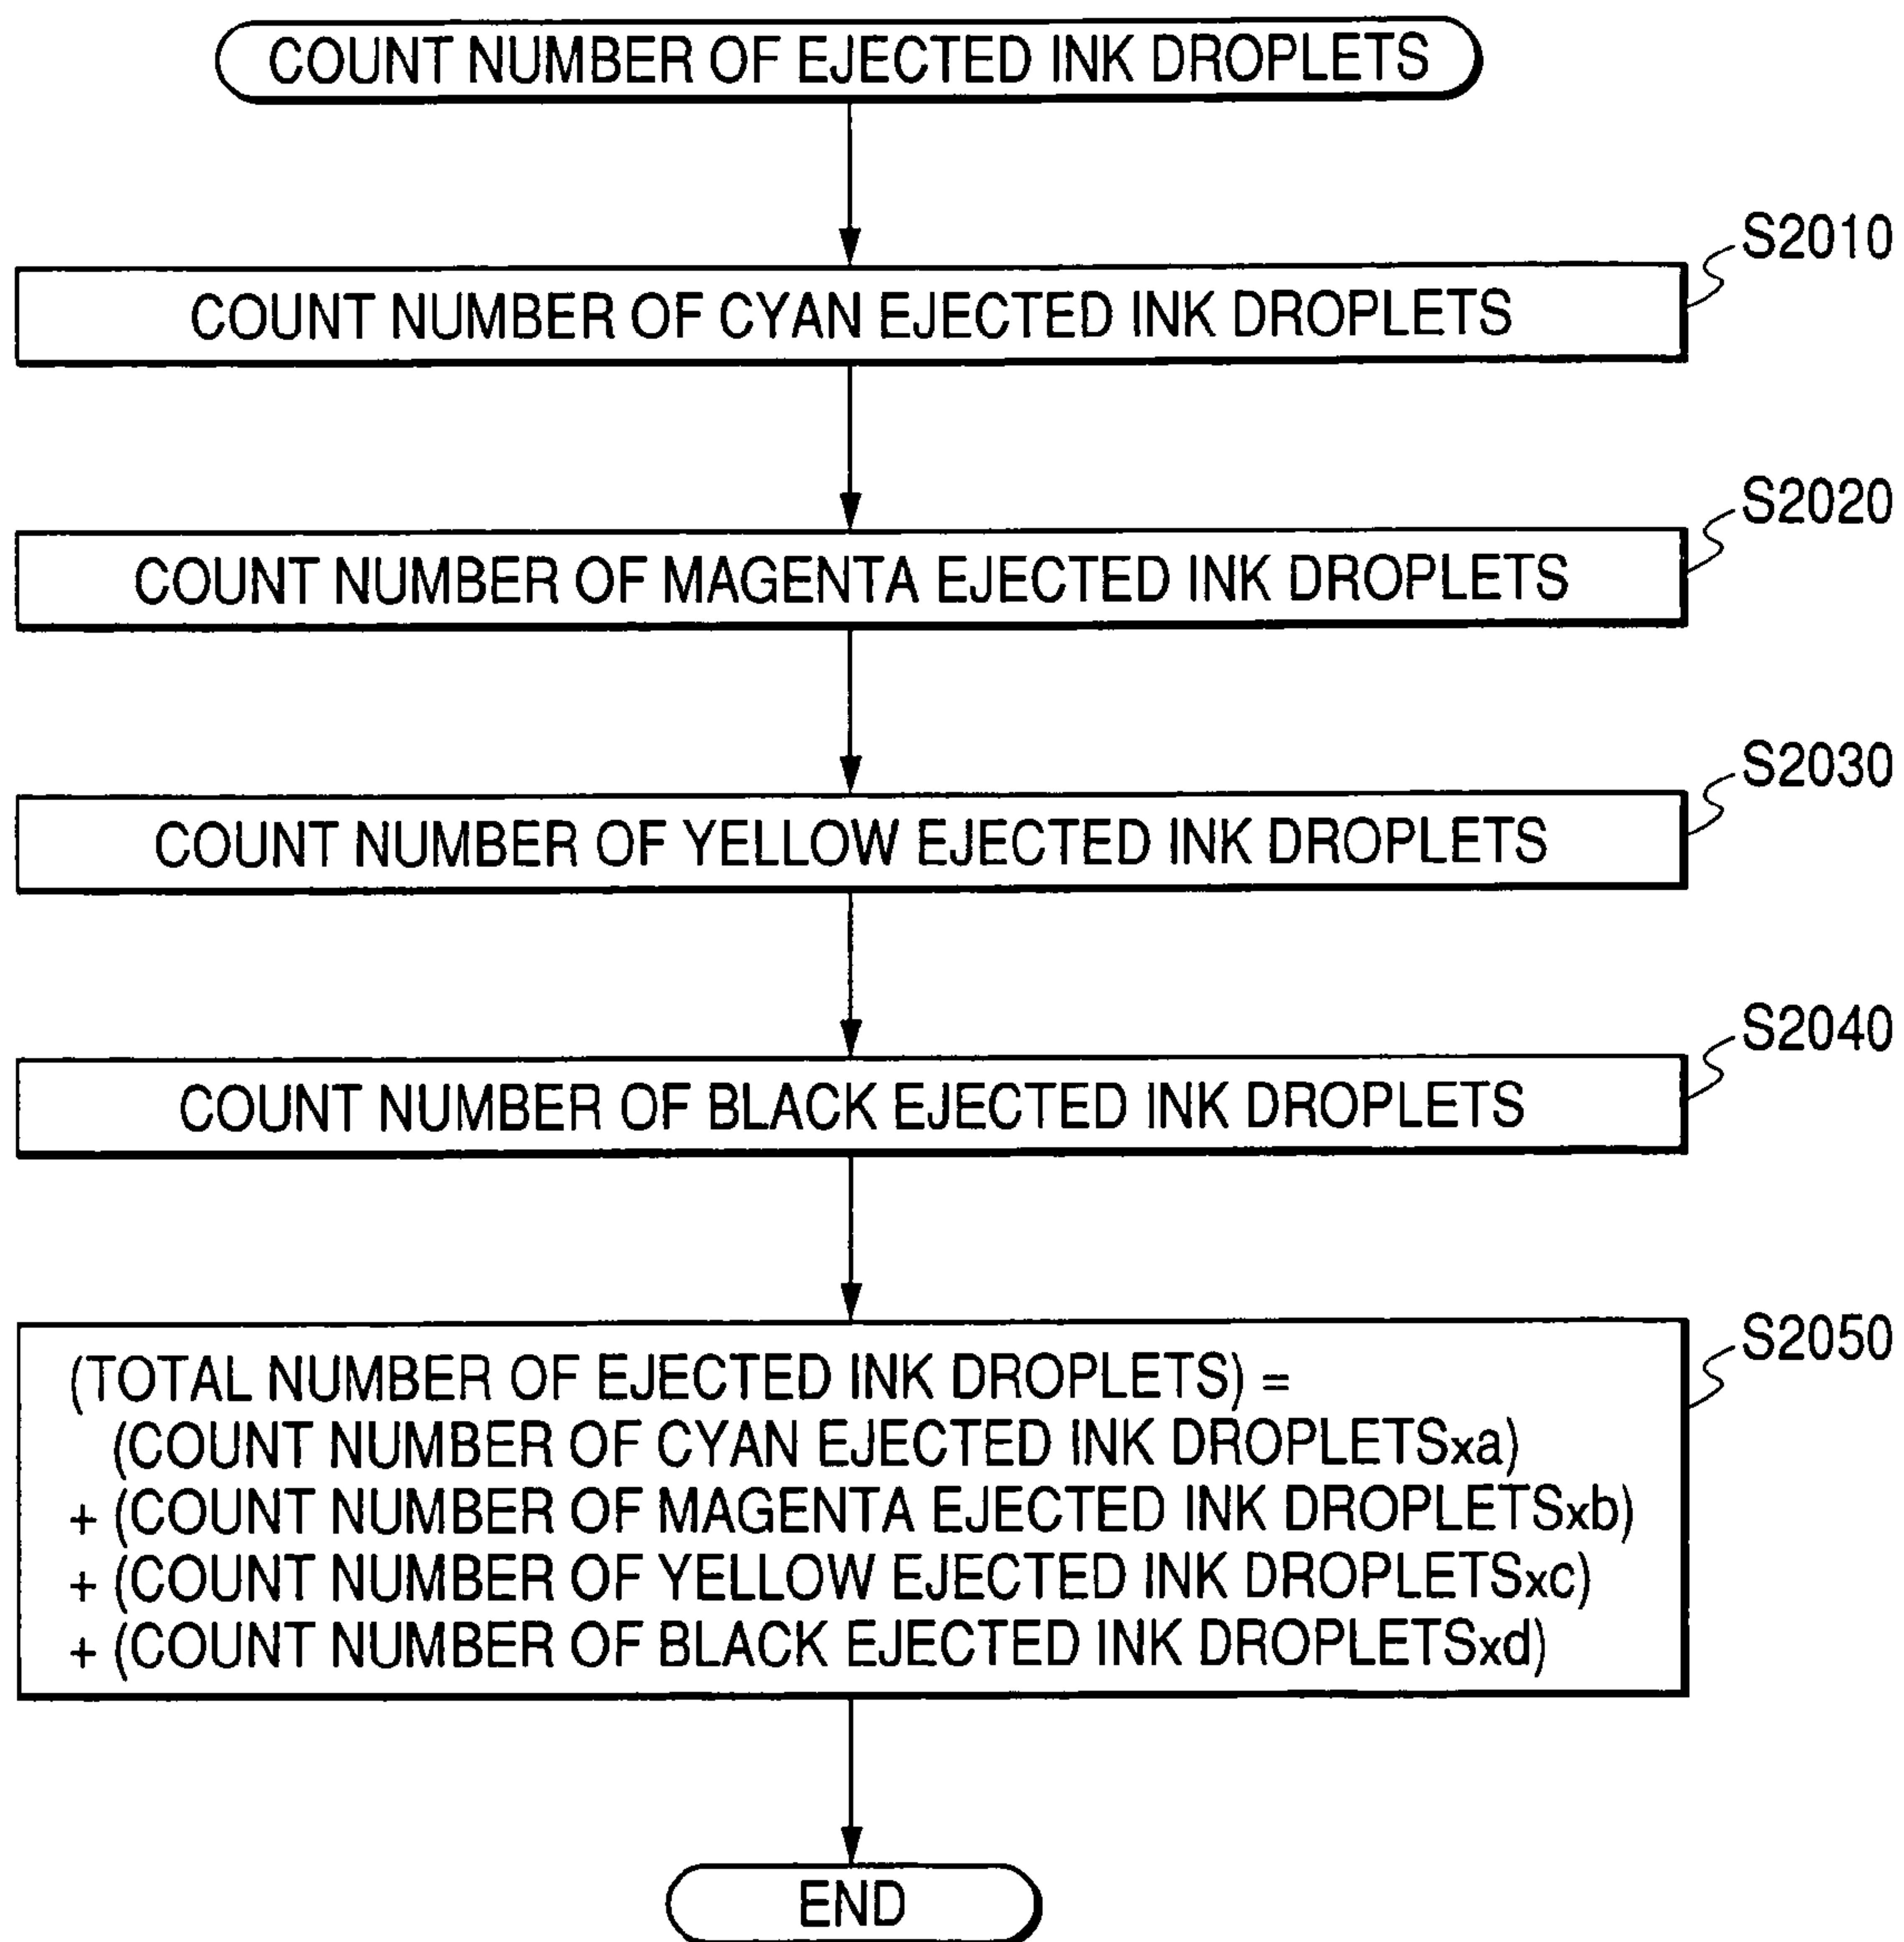 COUNT NUMBER OF EJECTED INK DROPLETS
S2010
COUNT NUMBER OF CYAN EJECTED INK DROPLETS
S2020
COUNT NUMBER OF MAGENTA EJECTED INK DROPLETS
S2030
COUNT NUMBER OF YELLOW EJECTED INK DROPLETS
S2040
COUNT NUMBER OF BLACK EJECTED INK DROPLETS
S2050
(TOTAL NUMBER OF EJECTED INK DROPLETS) =
(COUNT NUMBER OF CYAN EJECTED INK DROPLETSxa)
+ (COUNT NUMBER OF MAGENTA EJECTED INK DROPLETSxb)
+ (COUNT NUMBER OF YELLOW EJECTED INK DROPLETSxc)
+ (COUNT NUMBER OF BLACK EJECTED INK DROPLETSxd)
END